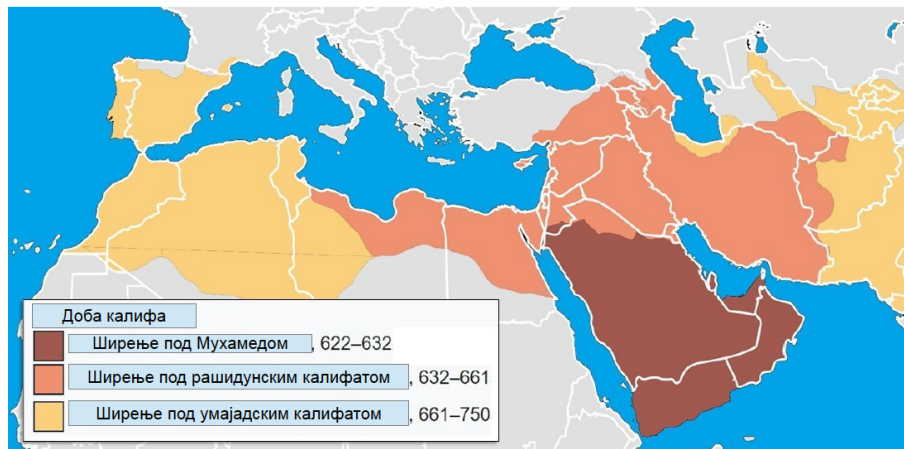 Доба калифа
Ширење под Мухамедом, 622–632
Ширење под рашидунским калифатом, 632–661
Ширење под умајадским калифатом, 661–750